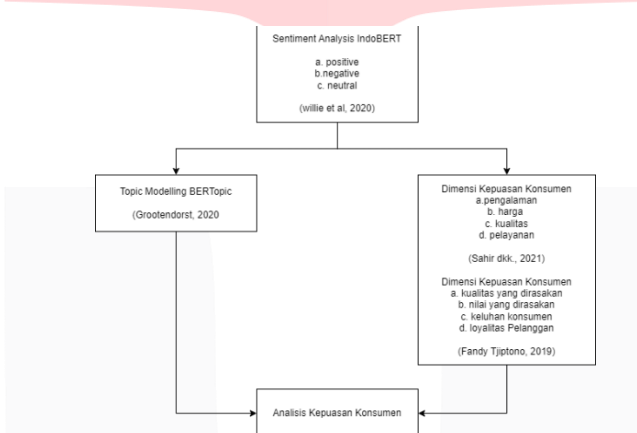 Sentiment Analysis IndoBERT
a. positive
b.negative
c. neutral
(willie et al, 2020)
Topic Modelling BERTopic
(Grootendorst, 2020
Dimensi Kepuasan Konsumen
a.pengalaman
b. harga
c. kualitas
d. pelayanan
(Sahir dkk., 2021)
Dimensi Kepuasan Konsumen
a. kualitas yang dirasakan
b. nilai yang dirasakan
c. keluhan konsumen
d. loyalitas Pelanggan
(Fandy Tjiptono, 2019)
Analisis Kepuasan Konsumen